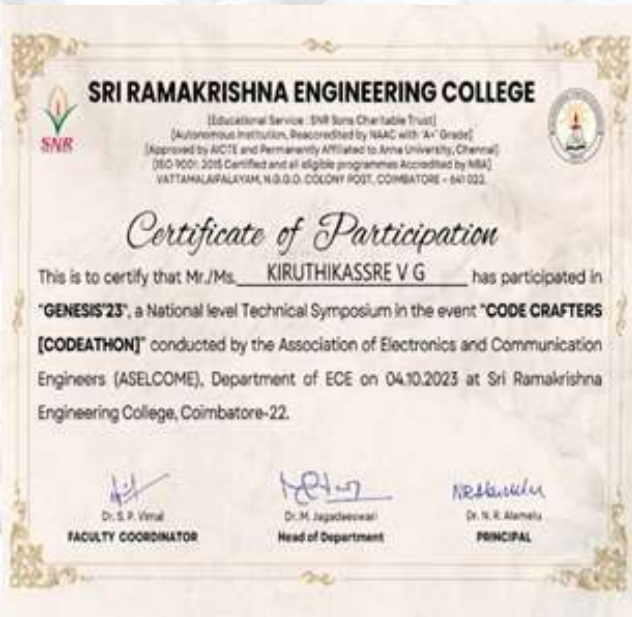 SRI RAMAKRISHNA ENGINEERING COLLEGE
SNR
[Educational Service : SNR Sons Charitable Trust]
[Autonomous Institution, Reaccredited by NAAC with 'A+' Grade]
[Approved by AICTE and Permanently Affiliated to Anna University, Chennai]
[ISO 9001: 2015 Certified and all eligible programmes Accredited by NBA]
VATTAMALAIPALAYAM, N.G.G.O. COLONY POST, COIMBATORE – 641 022.
Certificate of Participation
This is to certify that Mr./Ms. KIRUTHIKASSRE V G has participated in
"GENESIS'23", a National level Technical Symposium in the event "CODE CRAFTERS
[CODEATHON]" conducted by the Association of Electronics and Communication
Engineers (ASELCOME), Department of ECE on 04.10.2023 at Sri Ramakrishna
Engineering College, Coimbatore-22.
Dr. S. P. Vimal
FACULTY COORDINATOR
Dr. M. Jagadeeswari
Head of Department
Dr. N. R. Alamelu
PRINCIPAL